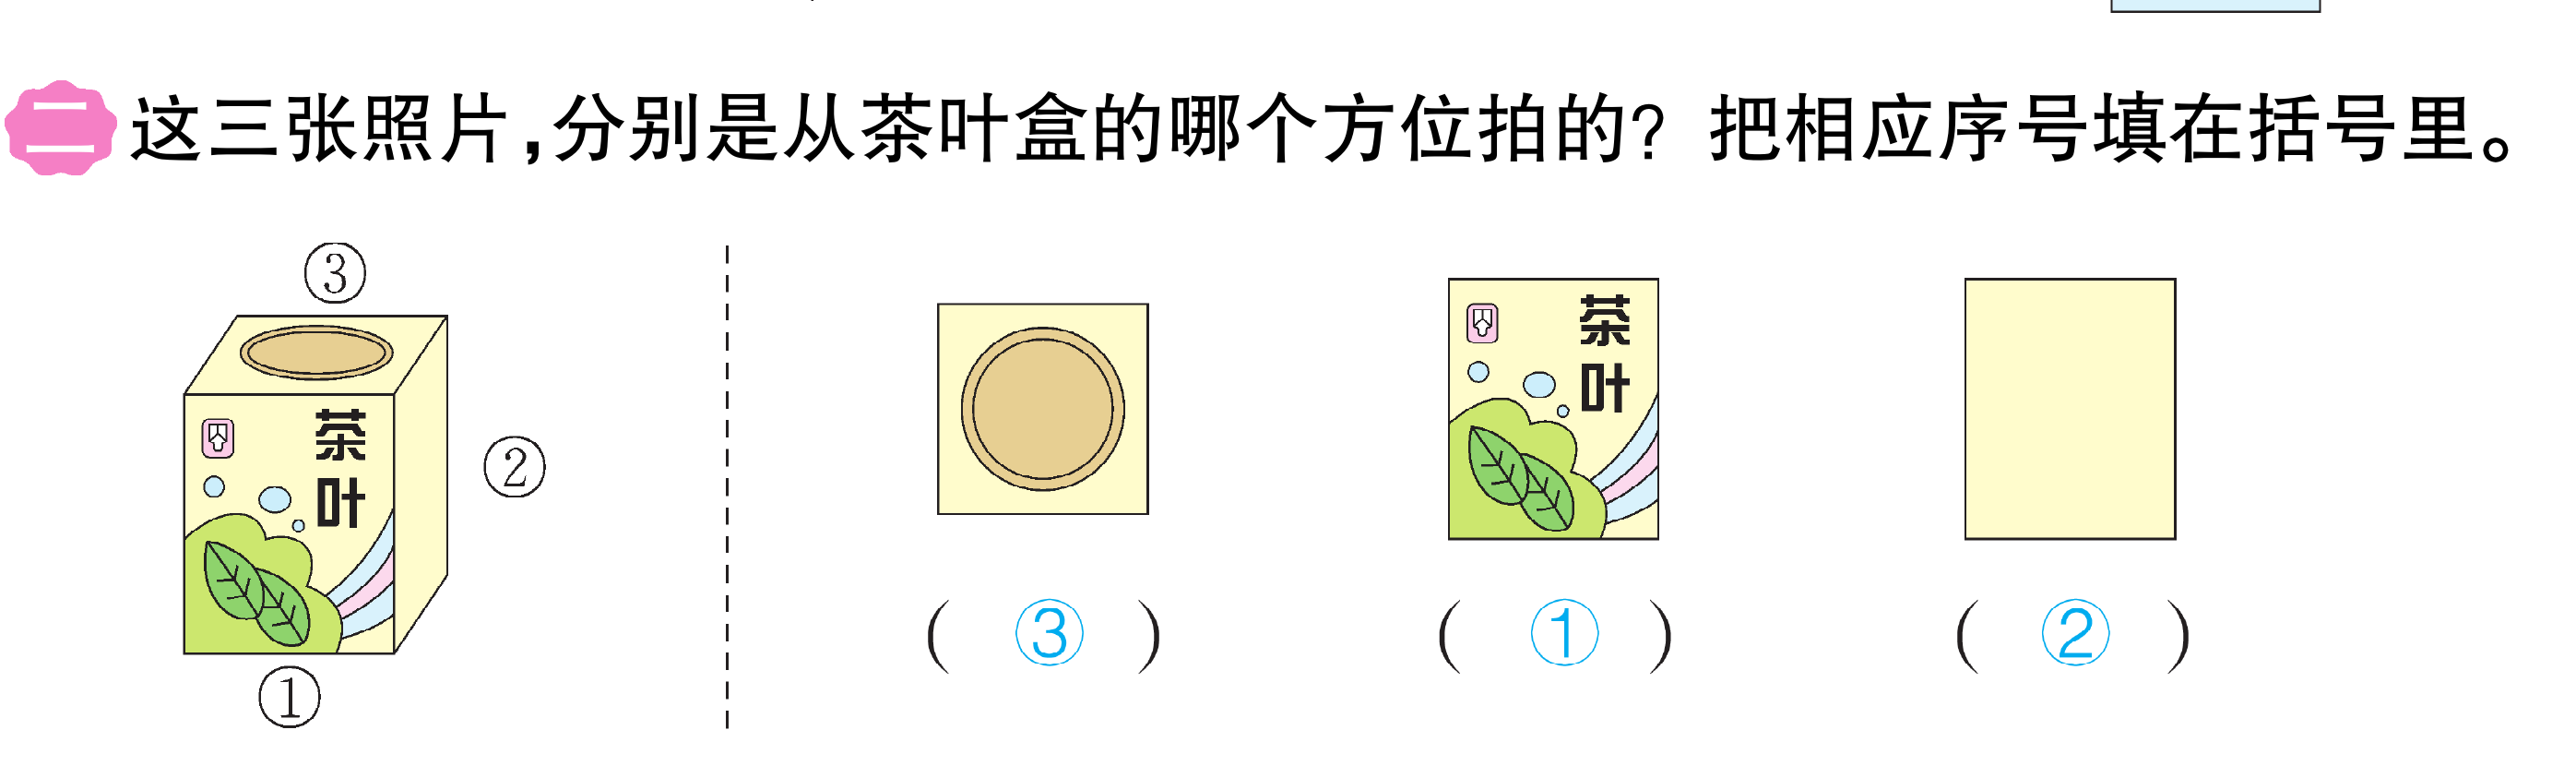 二 这三张照片,分别是从茶叶盒的哪个方位拍的? 把相应序号填在括号里。
③
茶叶
②
①
茶叶
( ③ ) ( ① ) ( ② )